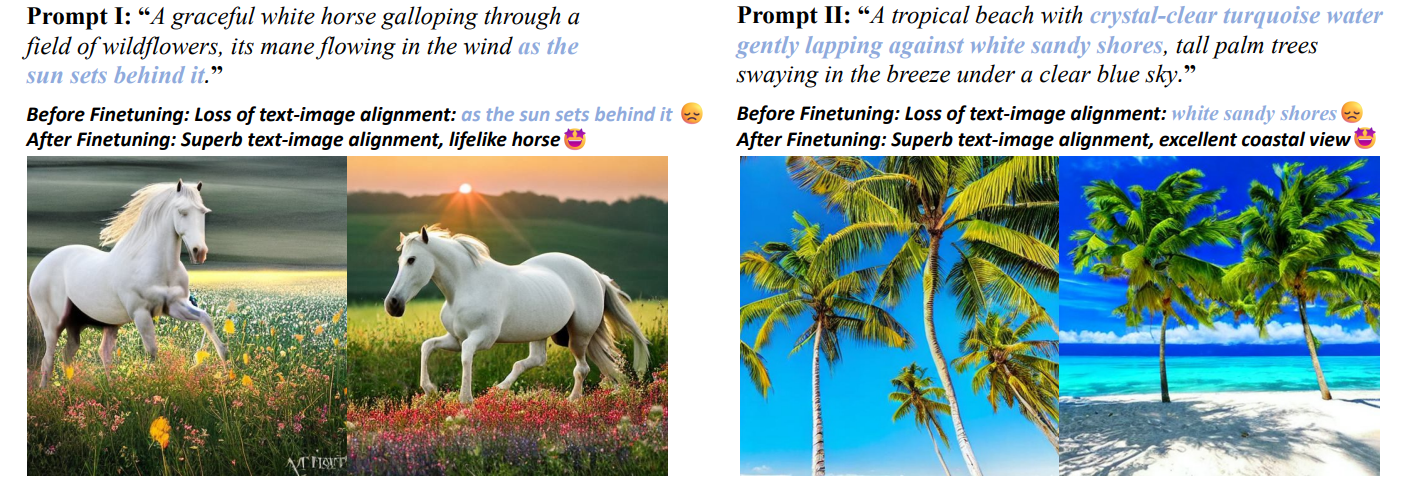 Prompt I: “A graceful white horse galloping through a
field of wildflowers, its mane flowing in the wind as the
sun sets behind it.”
Before Finetuning: Loss of text-image alignment: as the sun sets behind it 😞
After Finetuning: Superb text-image alignment, lifelike horse🤩
Prompt II: “A tropical beach with crystal-clear turquoise water
gently lapping against white sandy shores, tall palm trees
swaying in the breeze under a clear blue sky.”
Before Finetuning: Loss of text-image alignment: white sandy shores😞
After Finetuning: Superb text-image alignment, excellent coastal view🤩